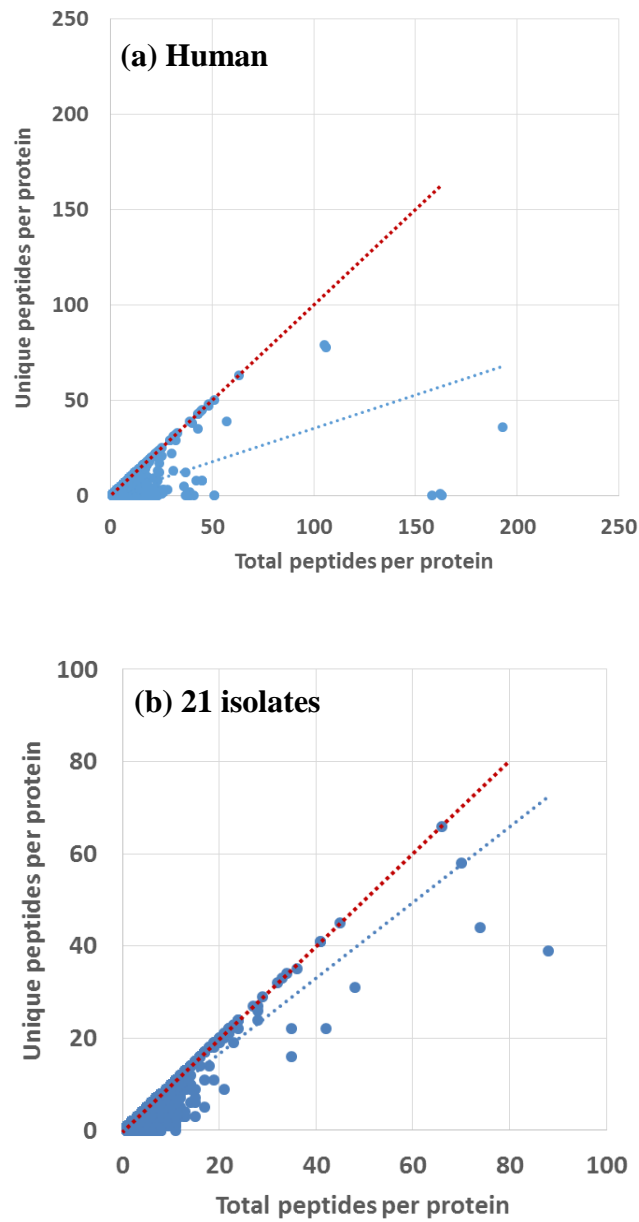 250
(a) Human
200
150
100
50
0
Unique peptides per protein
0 50 100 150 200 250
Total peptides per protein
100
(b) 21 isolates
80
60
40
20
0
Unique peptides per protein
0 20 40 60 80 100
Total peptides per protein